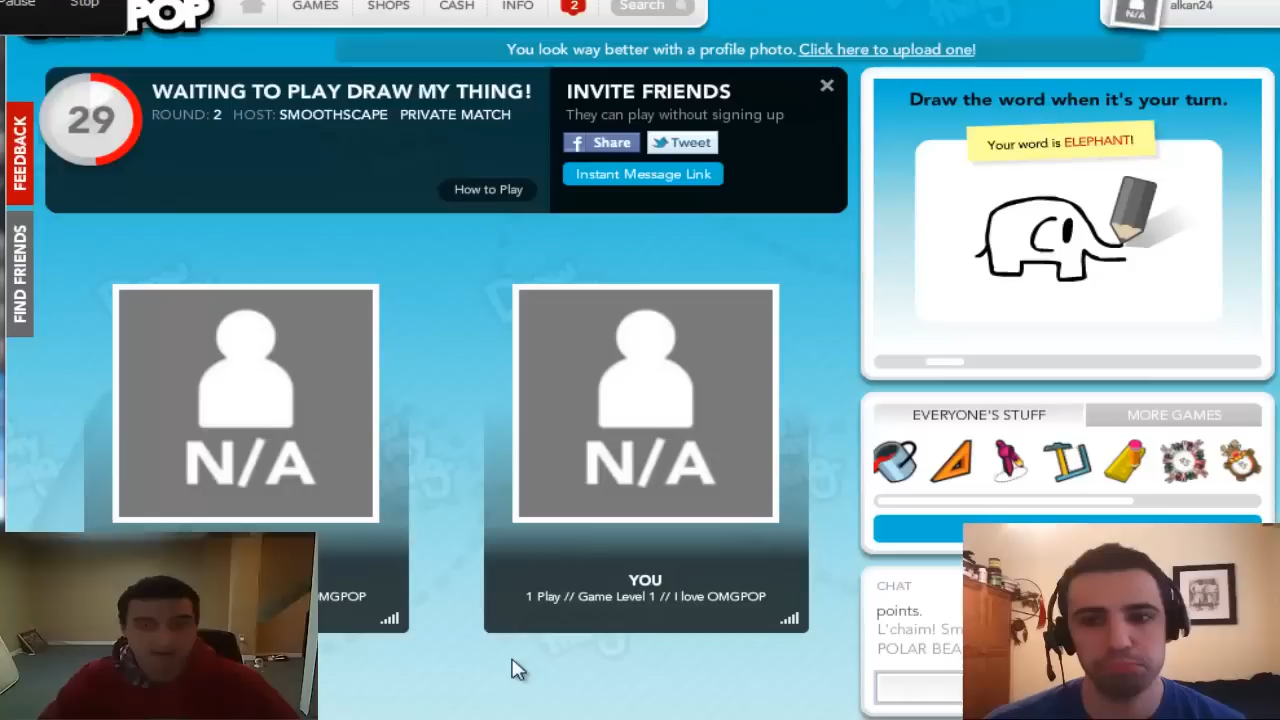 Pause Stop
POP
GAMES SHOPS CASH INFO 2 Search
N/A
alkan24
You look way better with a profile photo. Click here to upload one!
FEEDBACK
FIND FRIENDS
29
WAITING TO PLAY DRAW MY THING!
ROUND: 2 HOST: SMOOTHSCAPE PRIVATE MATCH
How to Play
INVITE FRIENDS
They can play without signing up
f Share Tweet
Instant Message Link
Draw the word when it's your turn.
Your word is ELEPHANT!
N/A
N/A
MGPOP
YOU
1 Play // Game Level 1 // I love OMGPOP
EVERYONE'S STUFF MORE GAMES
CHAT
points.
L'chaim! Sm
POLAR BEA